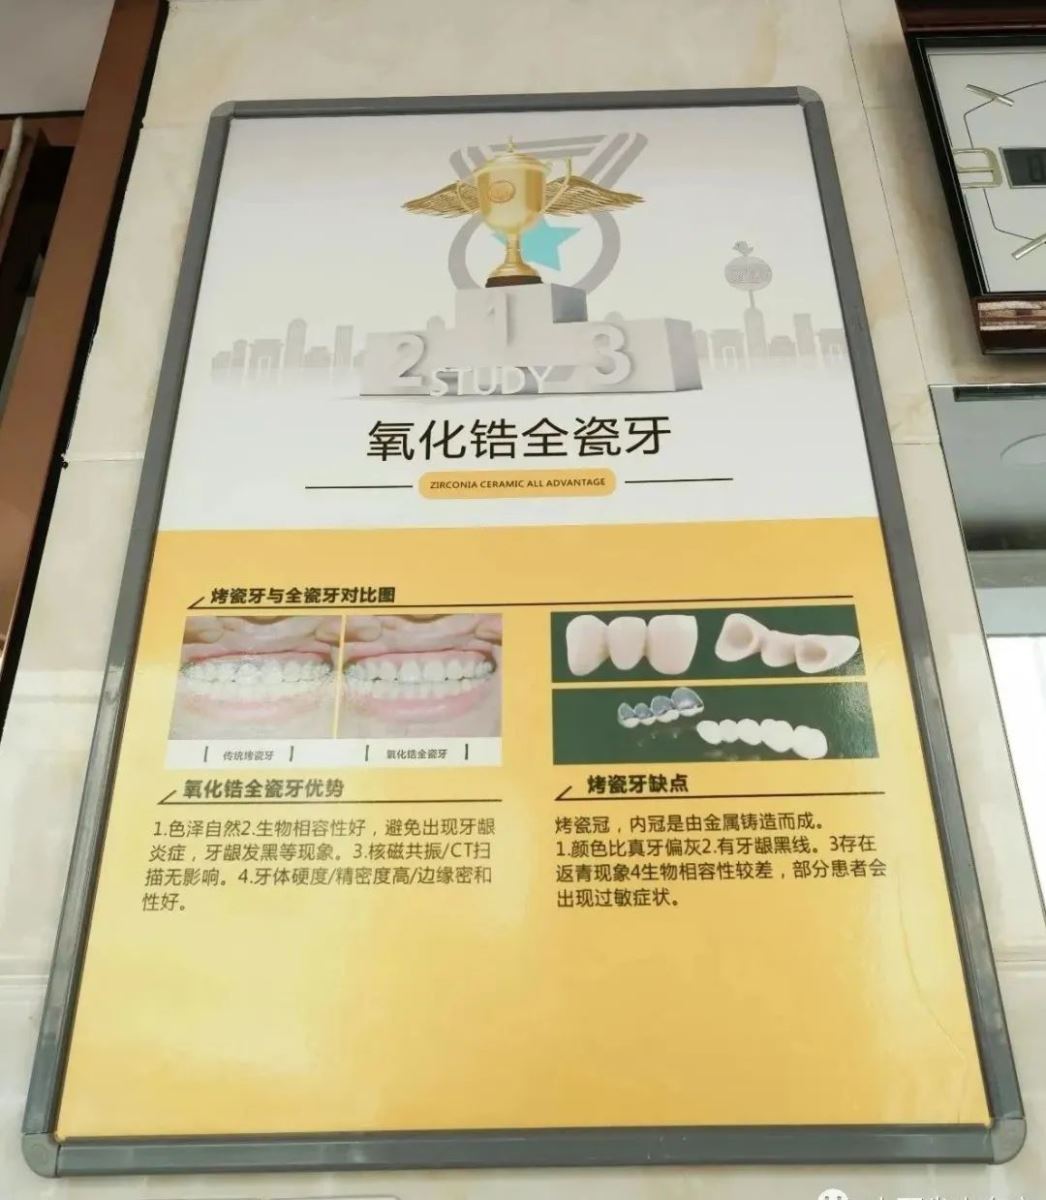 1
2
3
STUDY
氧化锆全瓷牙
ZIRCONIA CERAMIC ALL ADVANTAGE
烤瓷牙与全瓷牙对比图
传统烤瓷牙
氧化锆全瓷牙
氧化锆全瓷牙优势
1.色泽自然2.生物相容性好，避免出现牙龈
炎症，牙龈发黑等现象。3.核磁共振/CT扫
描无影响。4.牙体硬度/精密度高/边缘密和
性好。
烤瓷牙缺点
烤瓷冠，内冠是由金属铸造而成。
1.颜色比真牙偏灰2.有牙龈黑线。3存在
返青现象4生物相容性较差，部分患者会
出现过敏症状。